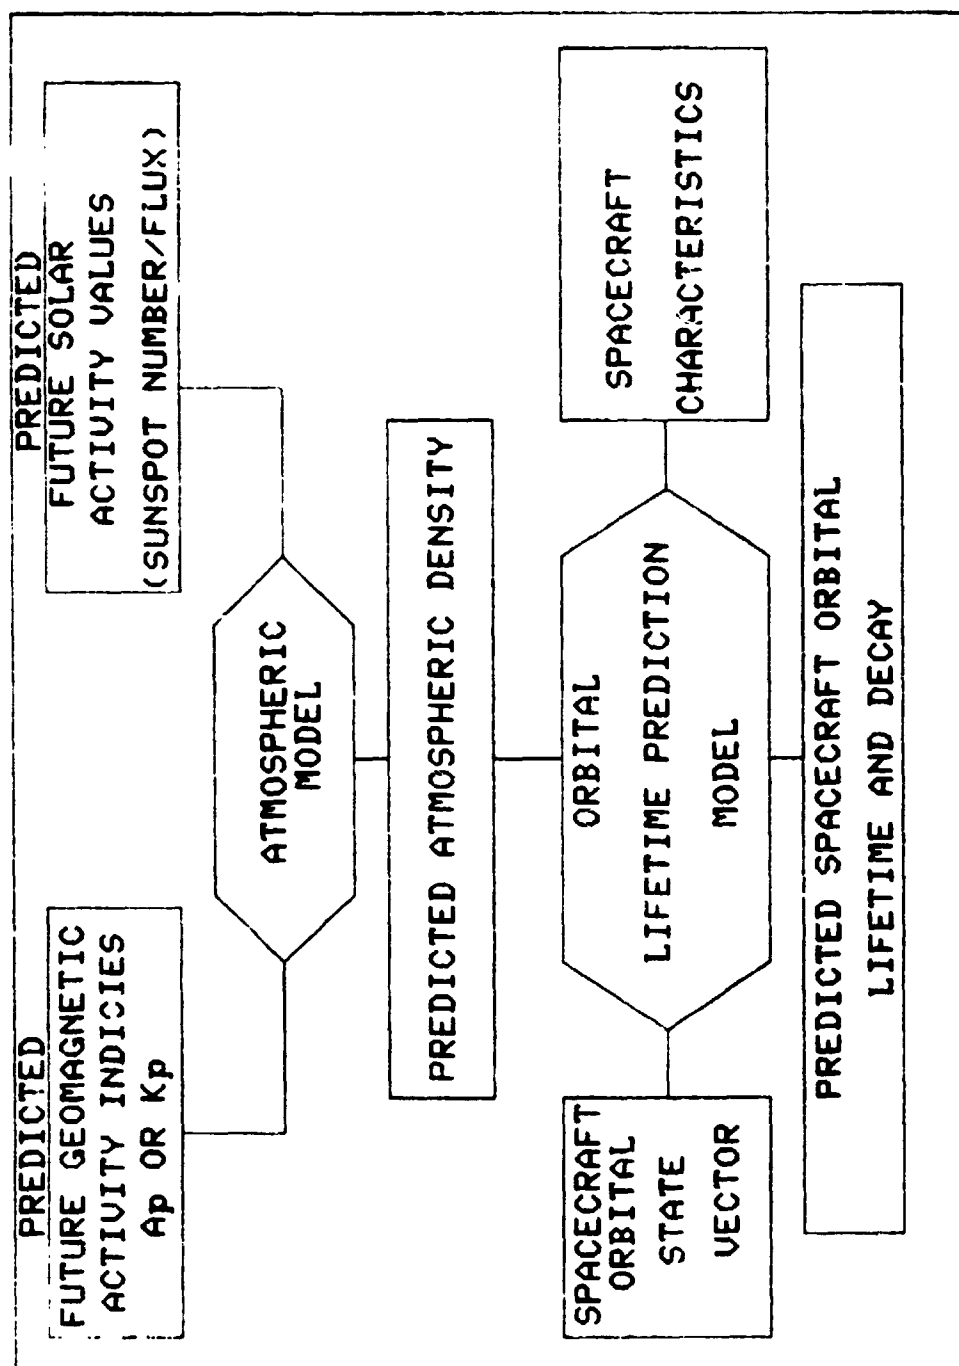 PREDICTED
FUTURE GEOMAGNETIC
ACTIVITY INDICIES
Ap OR Kp
PREDICTED
FUTURE SOLAR
ACTIVITY VALUES
(SUNSPOT NUMBER/FLUX)
ATMOSPHERIC
MODEL
PREDICTED ATMOSPHERIC DENSITY
SPACECRAFT
ORBITAL
STATE
VECTOR
ORBITAL
LIFETIME PREDICTION
MODEL
SPACECRAFT
CHARACTERISTICS
PREDICTED SPACECRAFT ORBITAL
LIFETIME AND DECAY